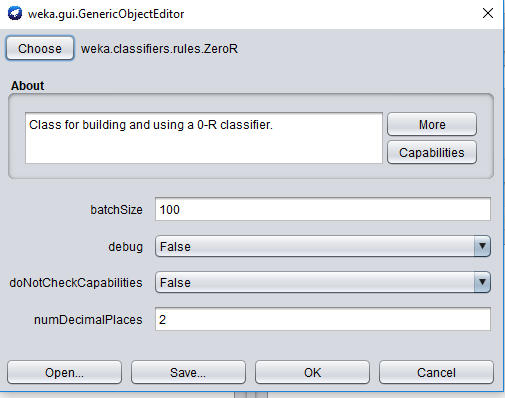 weka.gui.GenericObjectEditor
Choose weka.classifiers.rules.ZeroR
About
Class for building and using a 0-R classifier.
More
Capabilities
batchSize 100
debug False
doNotCheckCapabilities False
numDecimalPlaces 2
Open... Save... OK Cancel